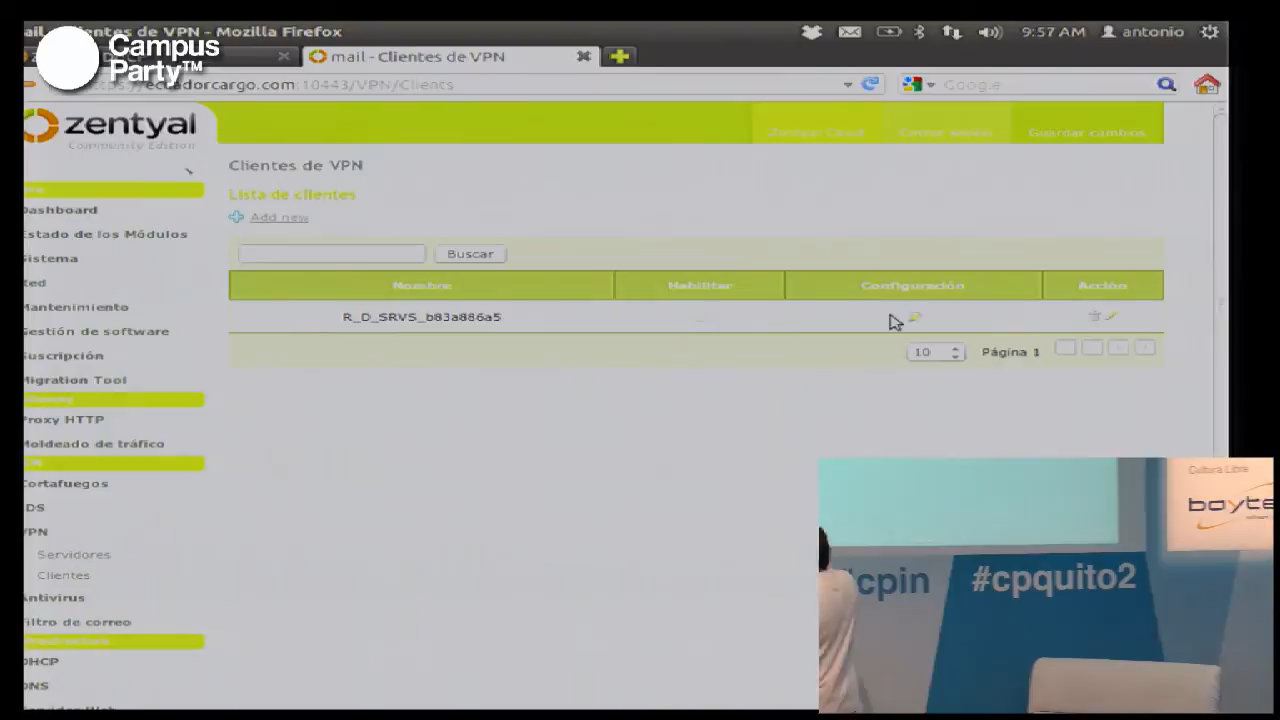 ail - Clientes de VPN - Mozilla Firefox
9:57 AM
antonio
Campus
Party™
mail - Clientes de VPN
ecuadorcargo.com:10443/VPN/Clients
Google
zentyal
Community Edition
Zentyal Cloud
Cerrar sesión
Guardar cambios
Clientes de VPN
Lista de clientes
Add new
Buscar
Nombre
Habilitar
Configuración
Acción
R_D_SRVS_b83a886a5
10
Página 1
Dashboard
Estado de los Módulos
Sistema
Red
Mantenimiento
Gestión de software
Suscripción
Migration Tool
Proxy HTTP
Moldeado de tráfico
Cortafuegos
IDS
VPN
Servidores
Clientes
Antivirus
Filtro de correo
Infrastructure
DHCP
DNS
Cultura Libre
bayte
cpin
#cpquito2